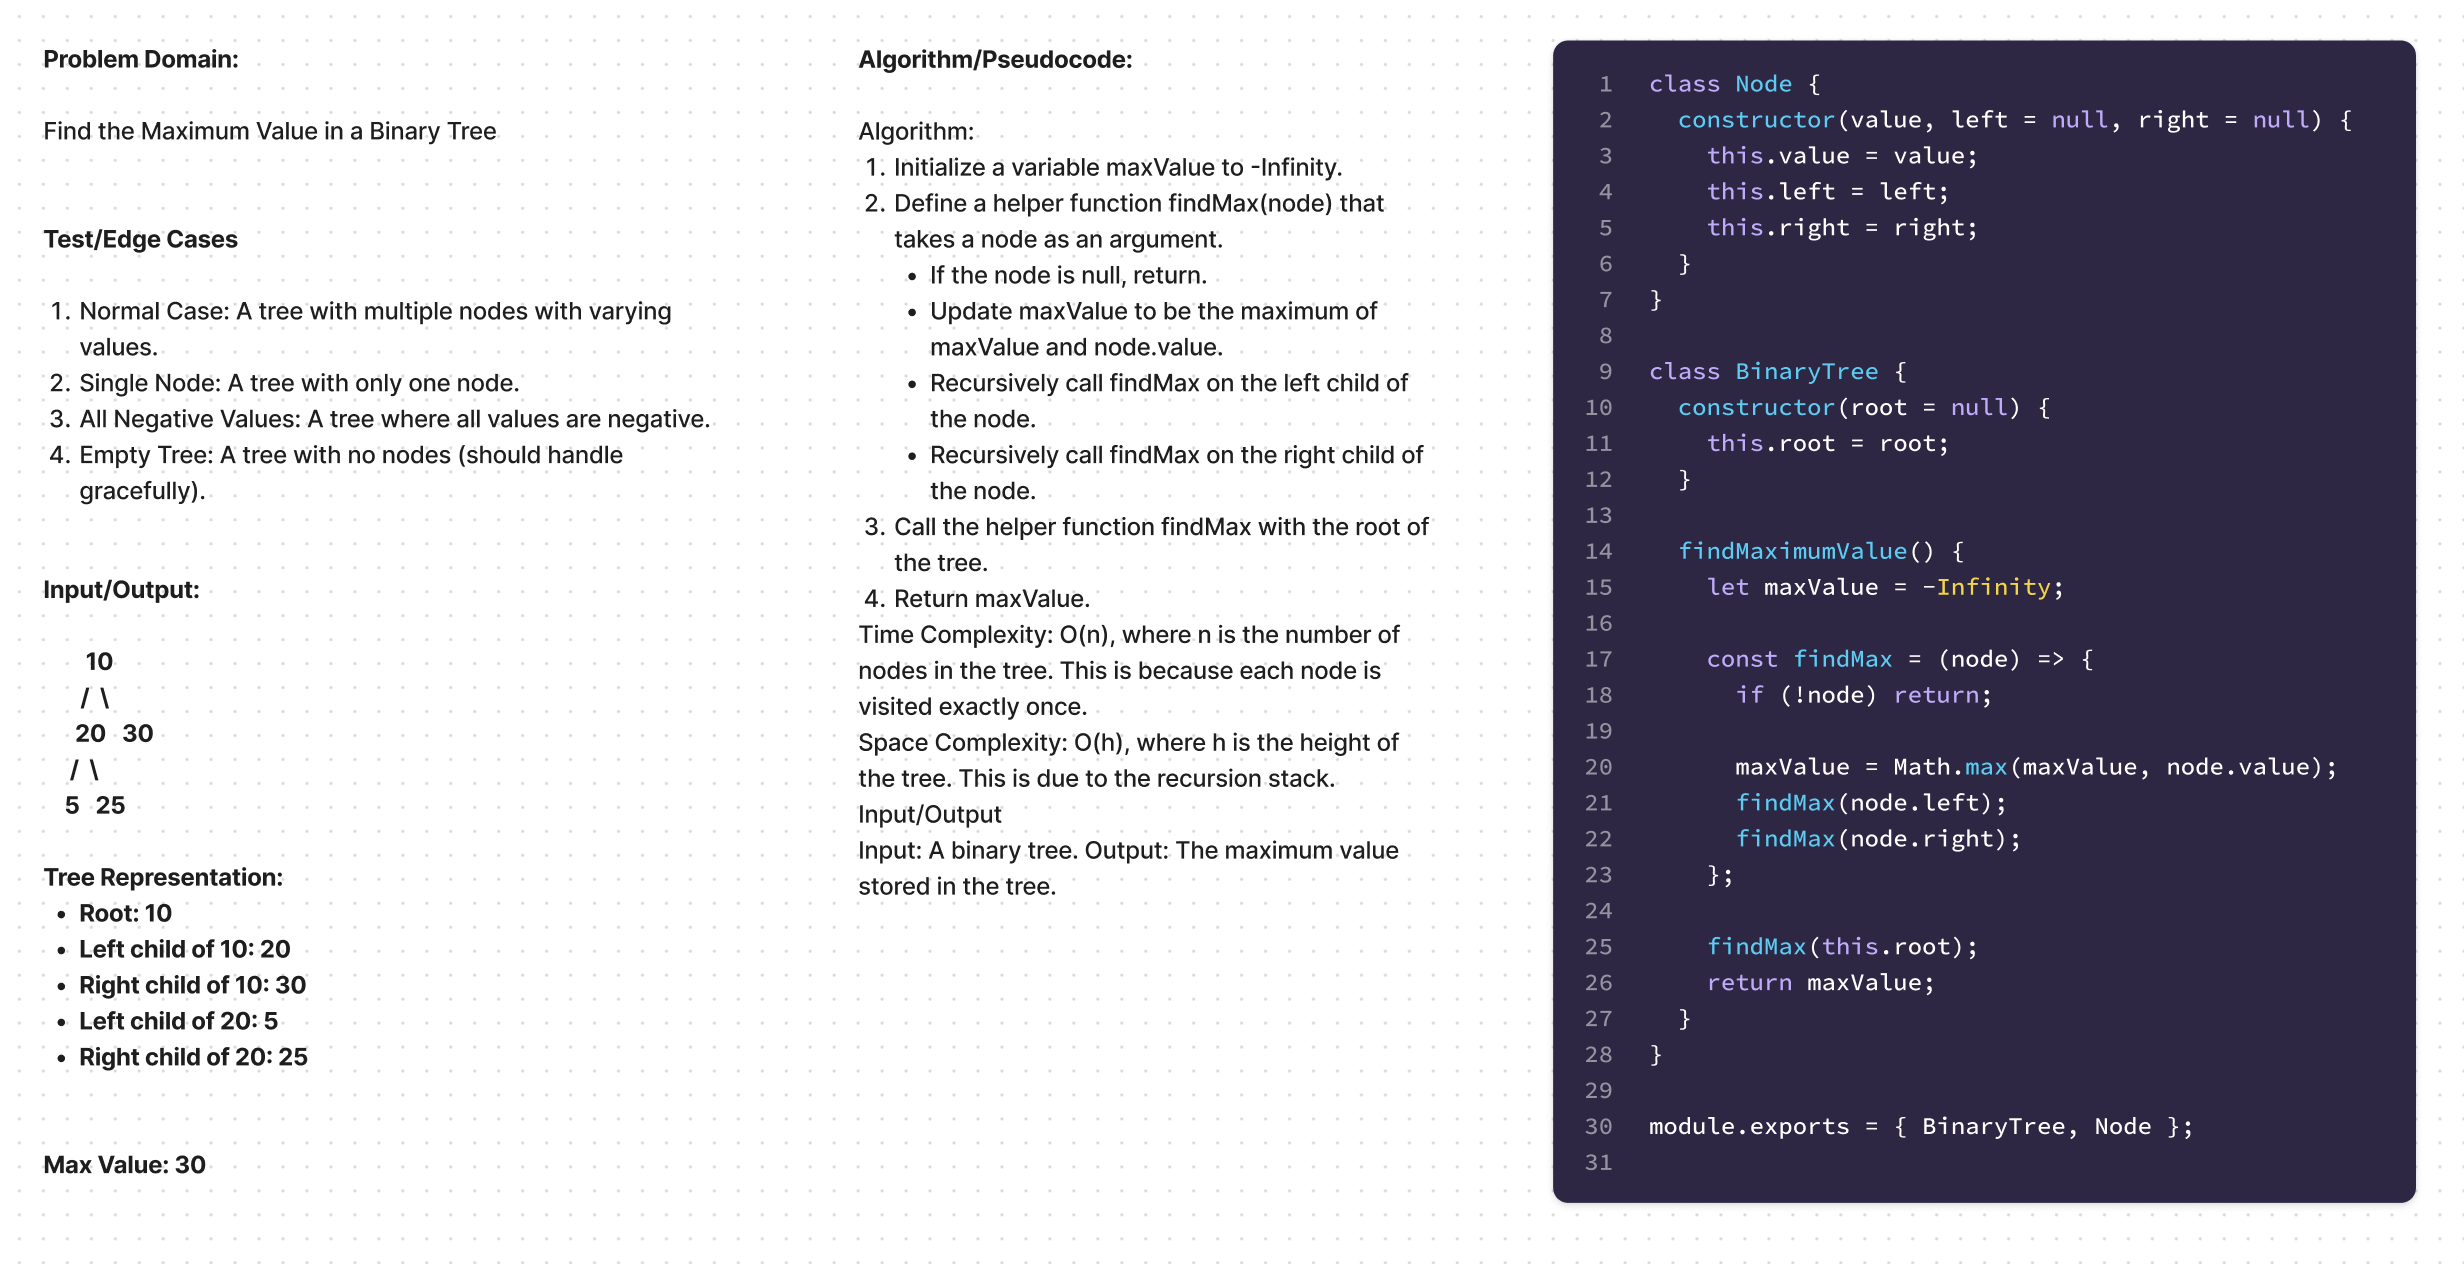 Problem Domain:
Find the Maximum Value in a Binary Tree
Test/Edge Cases
1. Normal Case: A tree with multiple nodes with varying
values.
2. Single Node: A tree with only one node.
3. All Negative Values: A tree where all values are negative.
4. Empty Tree: A tree with no nodes (should handle
gracefully).
Input/Output:
10
/ \
20 30
/ \
5 25
Tree Representation:
• Root: 10
• Left child of 10: 20
• Right child of 10: 30
• Left child of 20: 5
• Right child of 20: 25
Max Value: 30
Algorithm/Pseudocode:
Algorithm:
1. Initialize a variable maxValue to -Infinity.
2. Define a helper function findMax(node) that
takes a node as an argument.
• If the node is null, return.
• Update maxValue to be the maximum of
maxValue and node.value.
• Recursively call findMax on the left child of
the node.
• Recursively call findMax on the right child of
the node.
3. Call the helper function findMax with the root of
the tree.
4. Return maxValue.
Time Complexity: O(n), where n is the number of
nodes in the tree. This is because each node is
visited exactly once.
Space Complexity: O(h), where h is the height of
the tree. This is due to the recursion stack.
Input/Output
Input: A binary tree. Output: The maximum value
stored in the tree.
1 class Node {
2 constructor(value, left = null, right = null) {
3 this.value = value;
4 this.left = left;
5 this.right = right;
6 }
7 }
8
9 class BinaryTree {
10 constructor(root = null) {
11 this.root = root;
12 }
13
14 findMaximumValue() {
15 let maxValue = -Infinity;
16
17 const findMax = (node) => {
18 if (!node) return;
19
20 maxValue = Math.max(maxValue, node.value);
21 findMax(node.left);
22 findMax(node.right);
23 };
24
25 findMax(this.root);
26 return maxValue;
27 }
28 }
29
30 module.exports = { BinaryTree, Node };
31